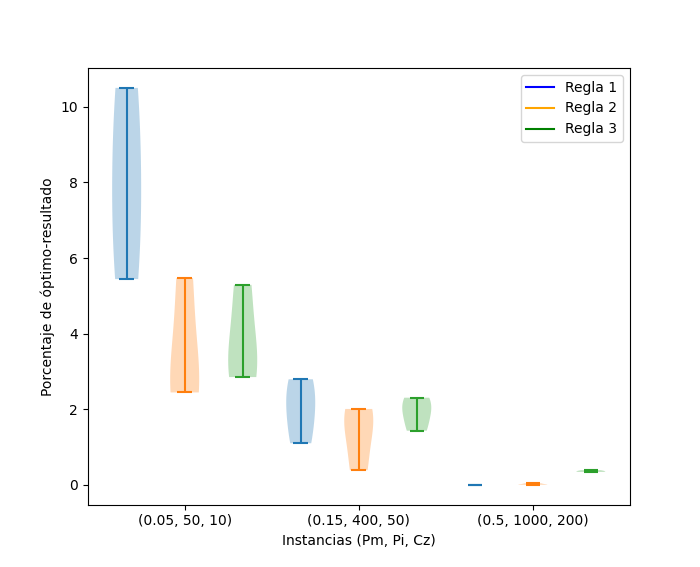 Regla 1
Regla 2
Regla 3
Porcentaje de óptimo-resultado
10
8
6
4
2
0
(0.05, 50, 10) (0.15, 400, 50) (0.5, 1000, 200)
Instancias (Pm, Pi, Cz)